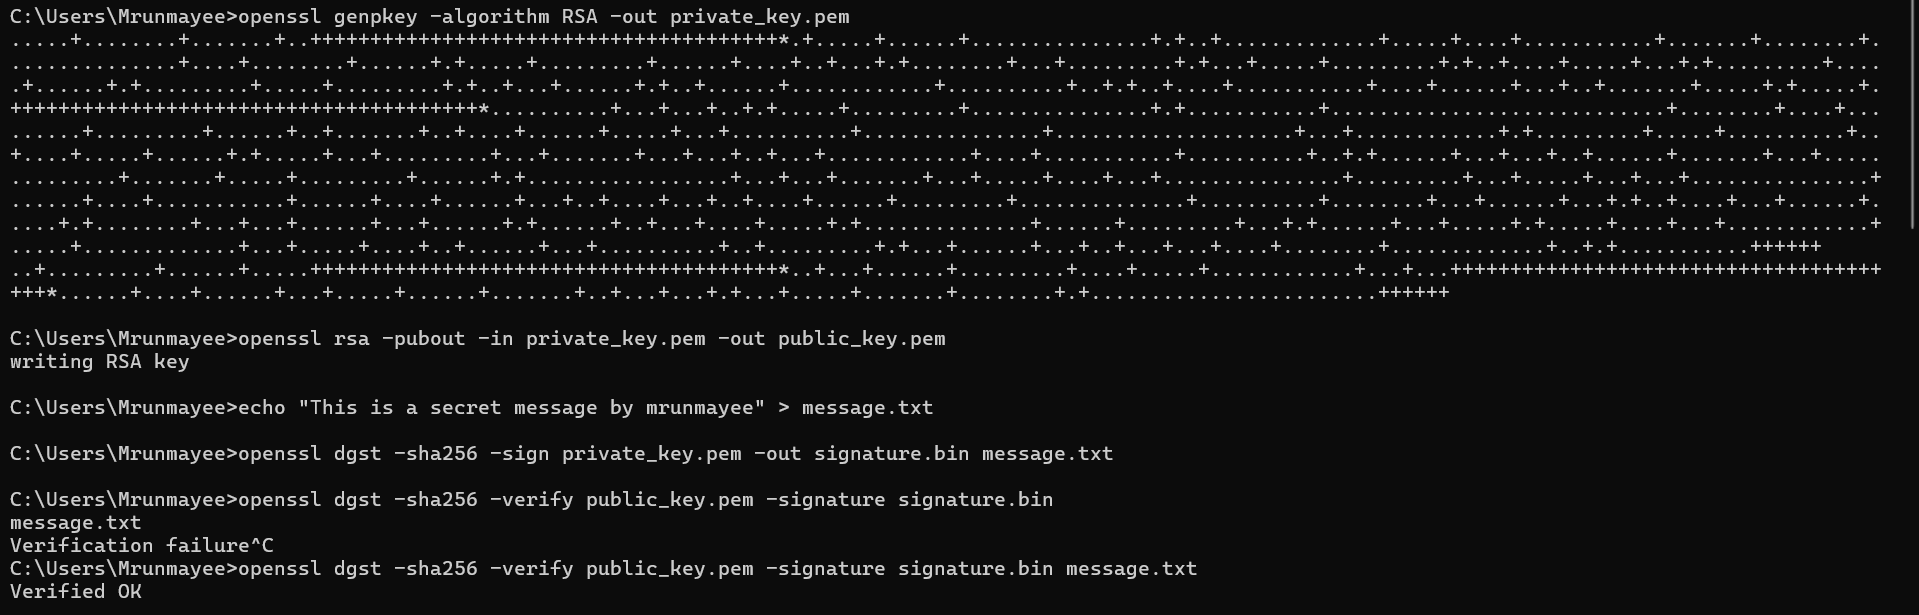 C:\Users\Mrunmayee>openssl genpkey -algorithm RSA -out private_key.pem
C:\Users\Mrunmayee>openssl rsa -pubout -in private_key.pem -out public_key.pem
writing RSA key
C:\Users\Mrunmayee>echo "This is a secret message by mrunmayee" > message.txt
C:\Users\Mrunmayee>openssl dgst -sha256 -sign private_key.pem -out signature.bin message.txt
C:\Users\Mrunmayee>openssl dgst -sha256 -verify public_key.pem -signature signature.bin
message.txt
Verification failure^C
C:\Users\Mrunmayee>openssl dgst -sha256 -verify public_key.pem -signature signature.bin message.txt
Verified OK